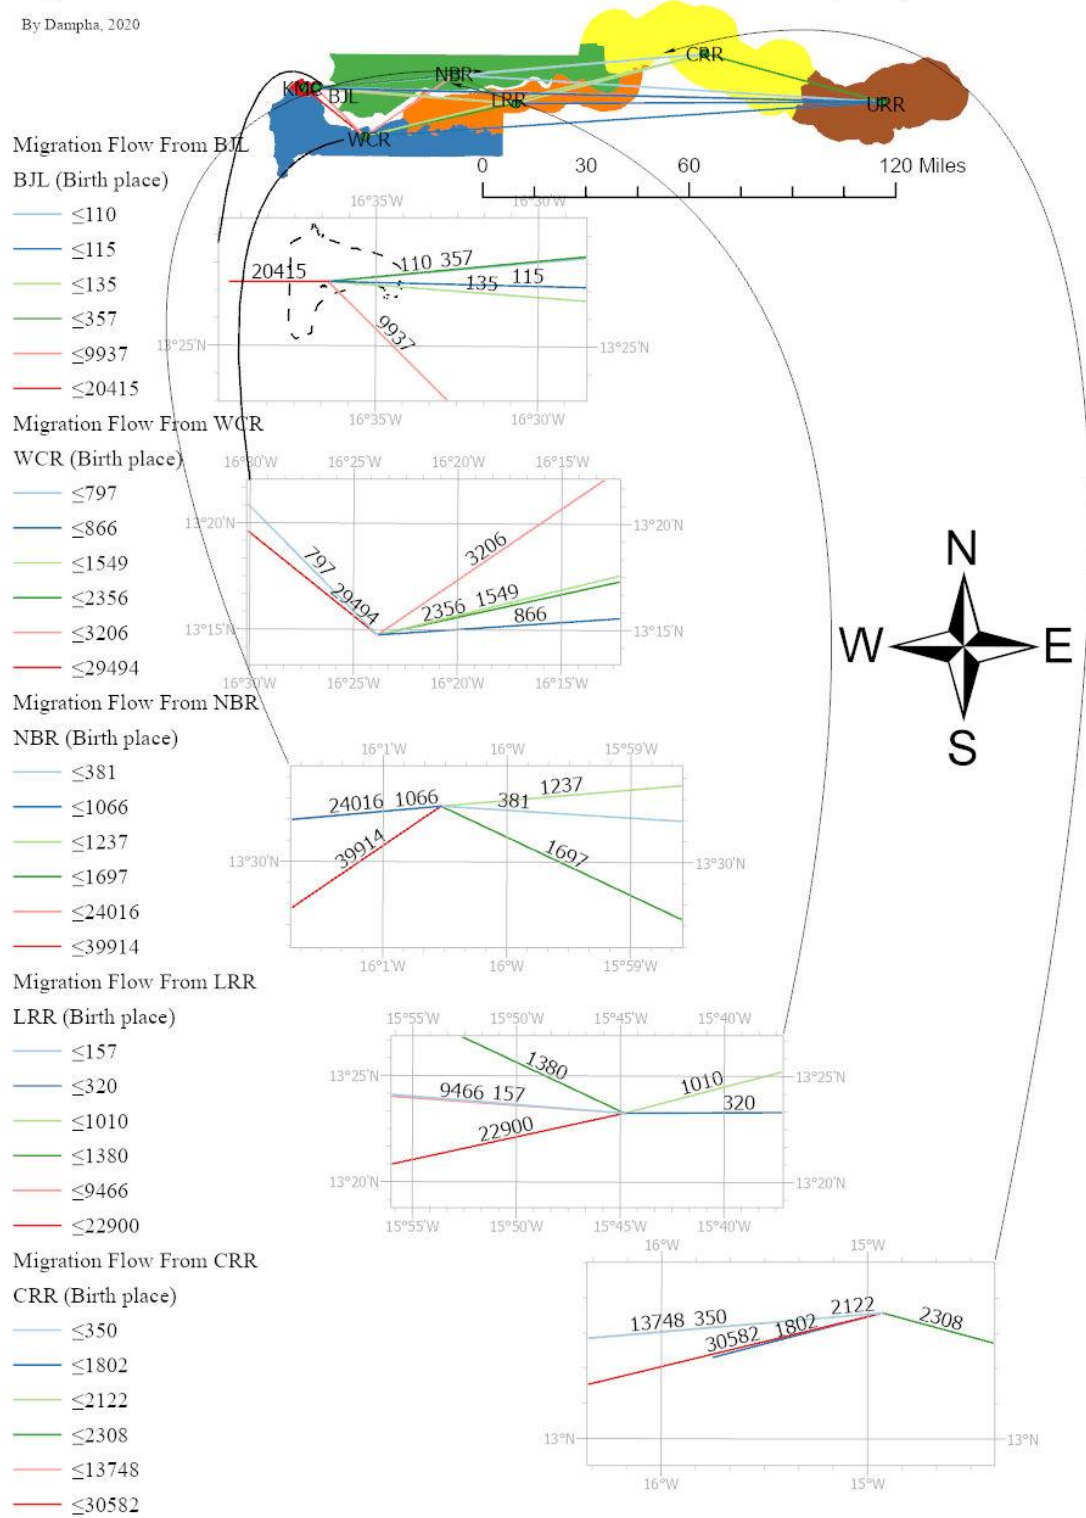 By Dampha, 2020
CRR
NBR
KMC
BJL
LRR
URR
WCR
0 30 60 120 Miles
Migration Flow From BJL
BJL (Birth place)
≤110
≤115
≤135
≤357
≤9937
≤20415
16°35'W 16°30'W
20415
110 357
135 115
9937
13°25'N 13°25'N
16°35'W 16°30'W
Migration Flow From WCR
WCR (Birth place)
≤797
≤866
≤1549
≤2356
≤3206
≤29494
16°30'W 16°25'W 16°20'W 16°15'W
13°20'N 13°20'N
797 29494
3206
2356 1549
866
13°15'N 13°15'N
16°30'W 16°25'W 16°20'W 16°15'W
N
W E
S
Migration Flow From NBR
NBR (Birth place)
≤381
≤1066
≤1237
≤1697
≤24016
≤39914
16°1'W 16°W 15°59'W
24016 1066
1237
381
39914
1697
13°30'N 13°30'N
16°1'W 16°W 15°59'W
Migration Flow From LRR
LRR (Birth place)
≤157
≤320
≤1010
≤1380
≤9466
≤22900
15°55'W 15°50'W 15°45'W 15°40'W
13°25'N 13°25'N
1380
9466 157
1010
320
22900
13°20'N 13°20'N
15°55'W 15°50'W 15°45'W 15°40'W
Migration Flow From CRR
CRR (Birth place)
≤350
≤1802
≤2122
≤2308
≤13748
≤30582
16°W 15°W
13748 350
2122
2308
30582 1802
13°N 13°N
16°W 15°W